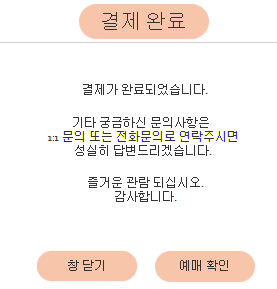 결제 완료
결제가 완료되었습니다.
기타 궁금하신 문의사항은
1:1 문의 또는 전화문의로 연락주시면
성실히 답변드리겠습니다.
즐거운 관람 되십시오.
감사합니다.
창 닫기
예매 확인